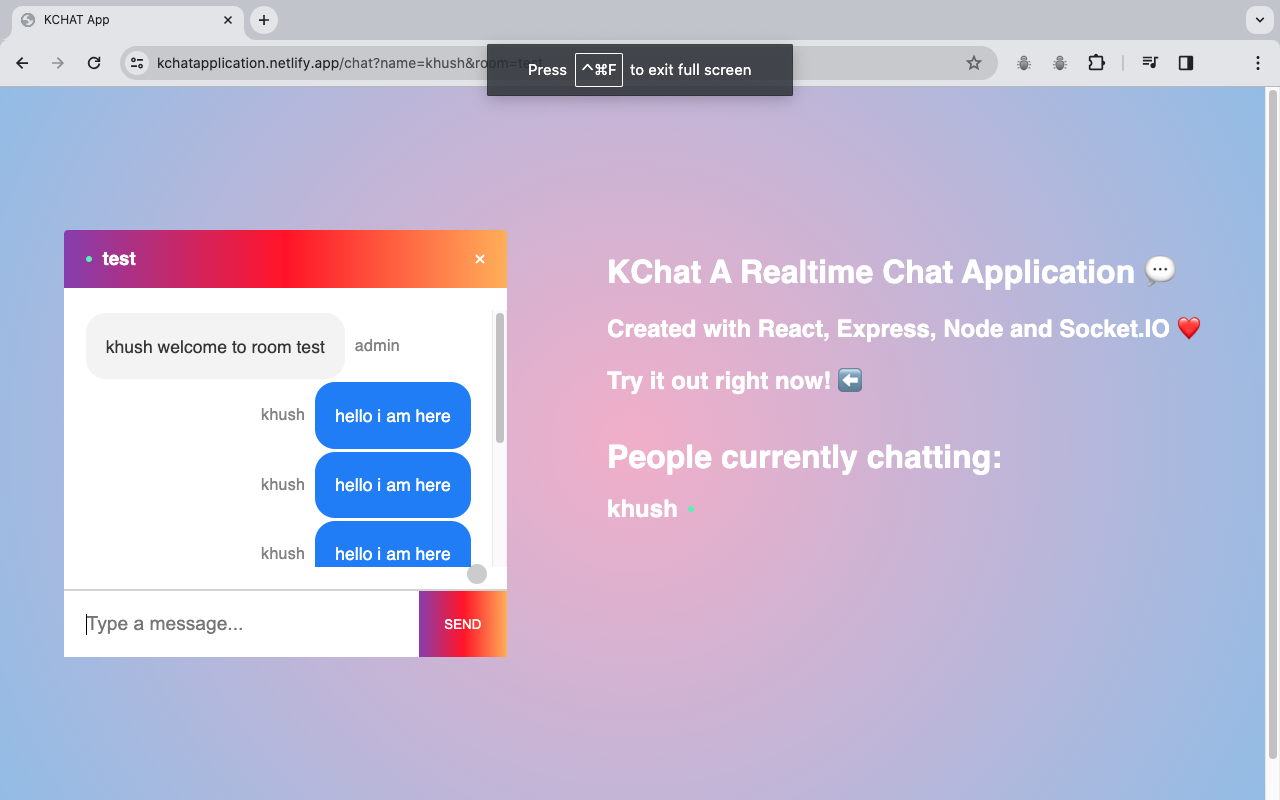 KCHAT App
kchatapplication.netlify.app/chat?name=khush&room=test
Press ^⌘F to exit full screen
test
khush welcome to room test admin
khush hello i am here
khush hello i am here
khush hello i am here
Type a message...
SEND
KChat A Realtime Chat Application 💬
Created with React, Express, Node and Socket.IO ❤️
Try it out right now! ⬅️
People currently chatting:
khush